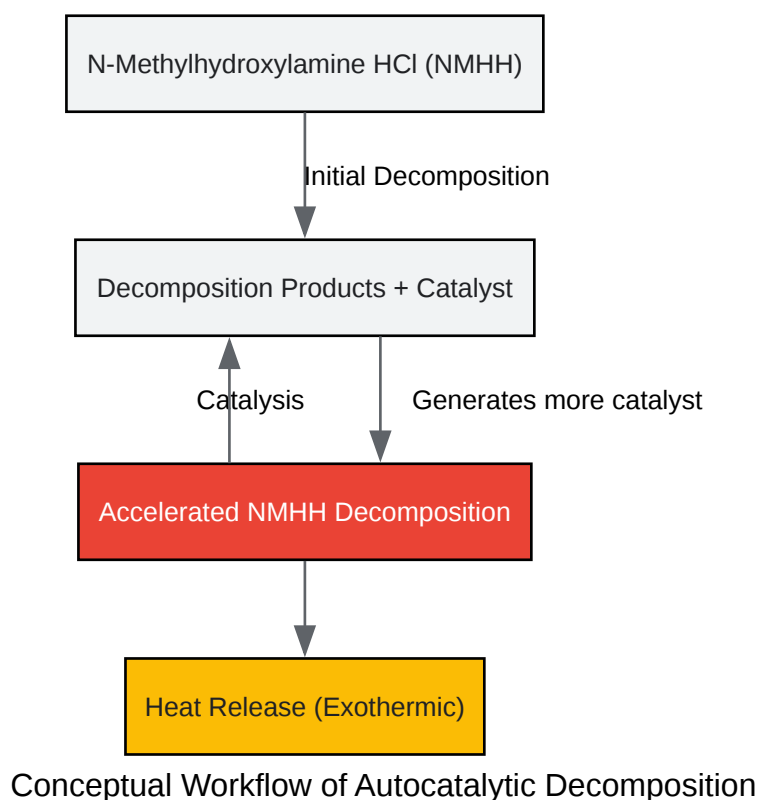 N-Methylhydroxylamine HCl (NMHH)
Initial Decomposition
Decomposition Products + Catalyst
Catalysis
Generates more catalyst
Accelerated NMHH Decomposition
Heat Release (Exothermic)
Conceptual Workflow of Autocatalytic Decomposition